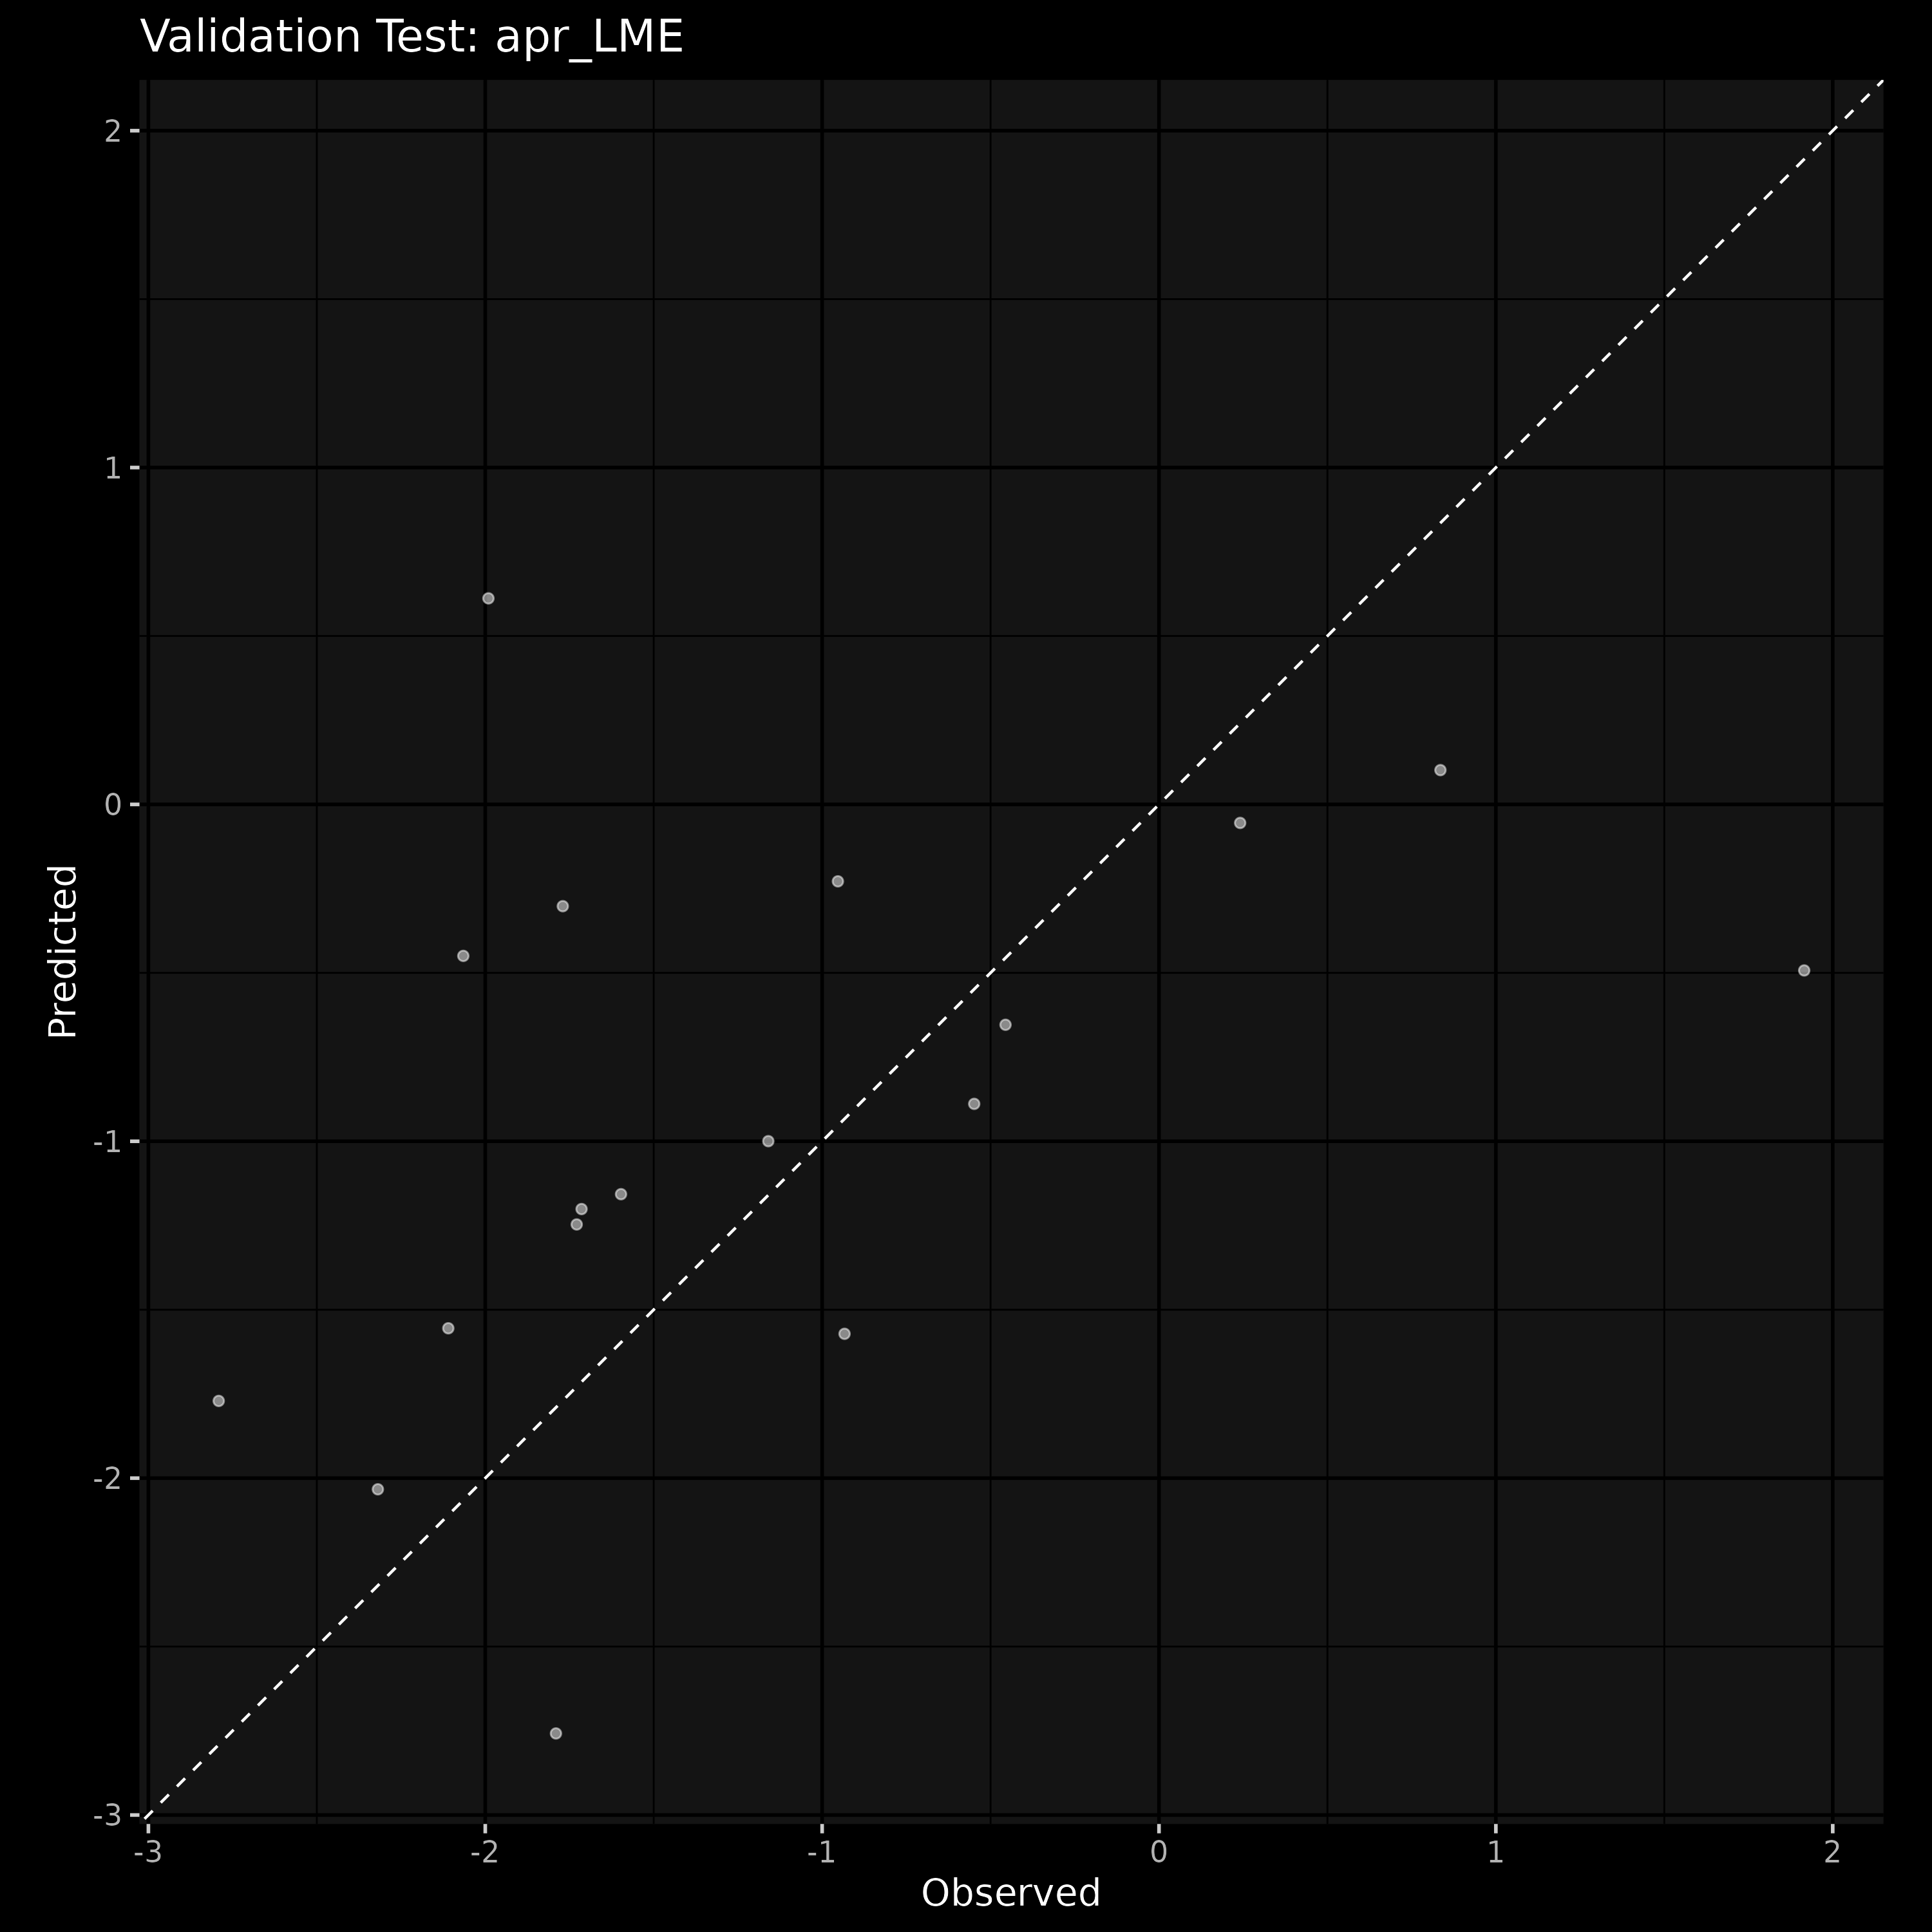 Validation Test: apr_LME
2
1
0
-1
-2
-3
Predicted
-3 -2 -1 0 1 2
Observed